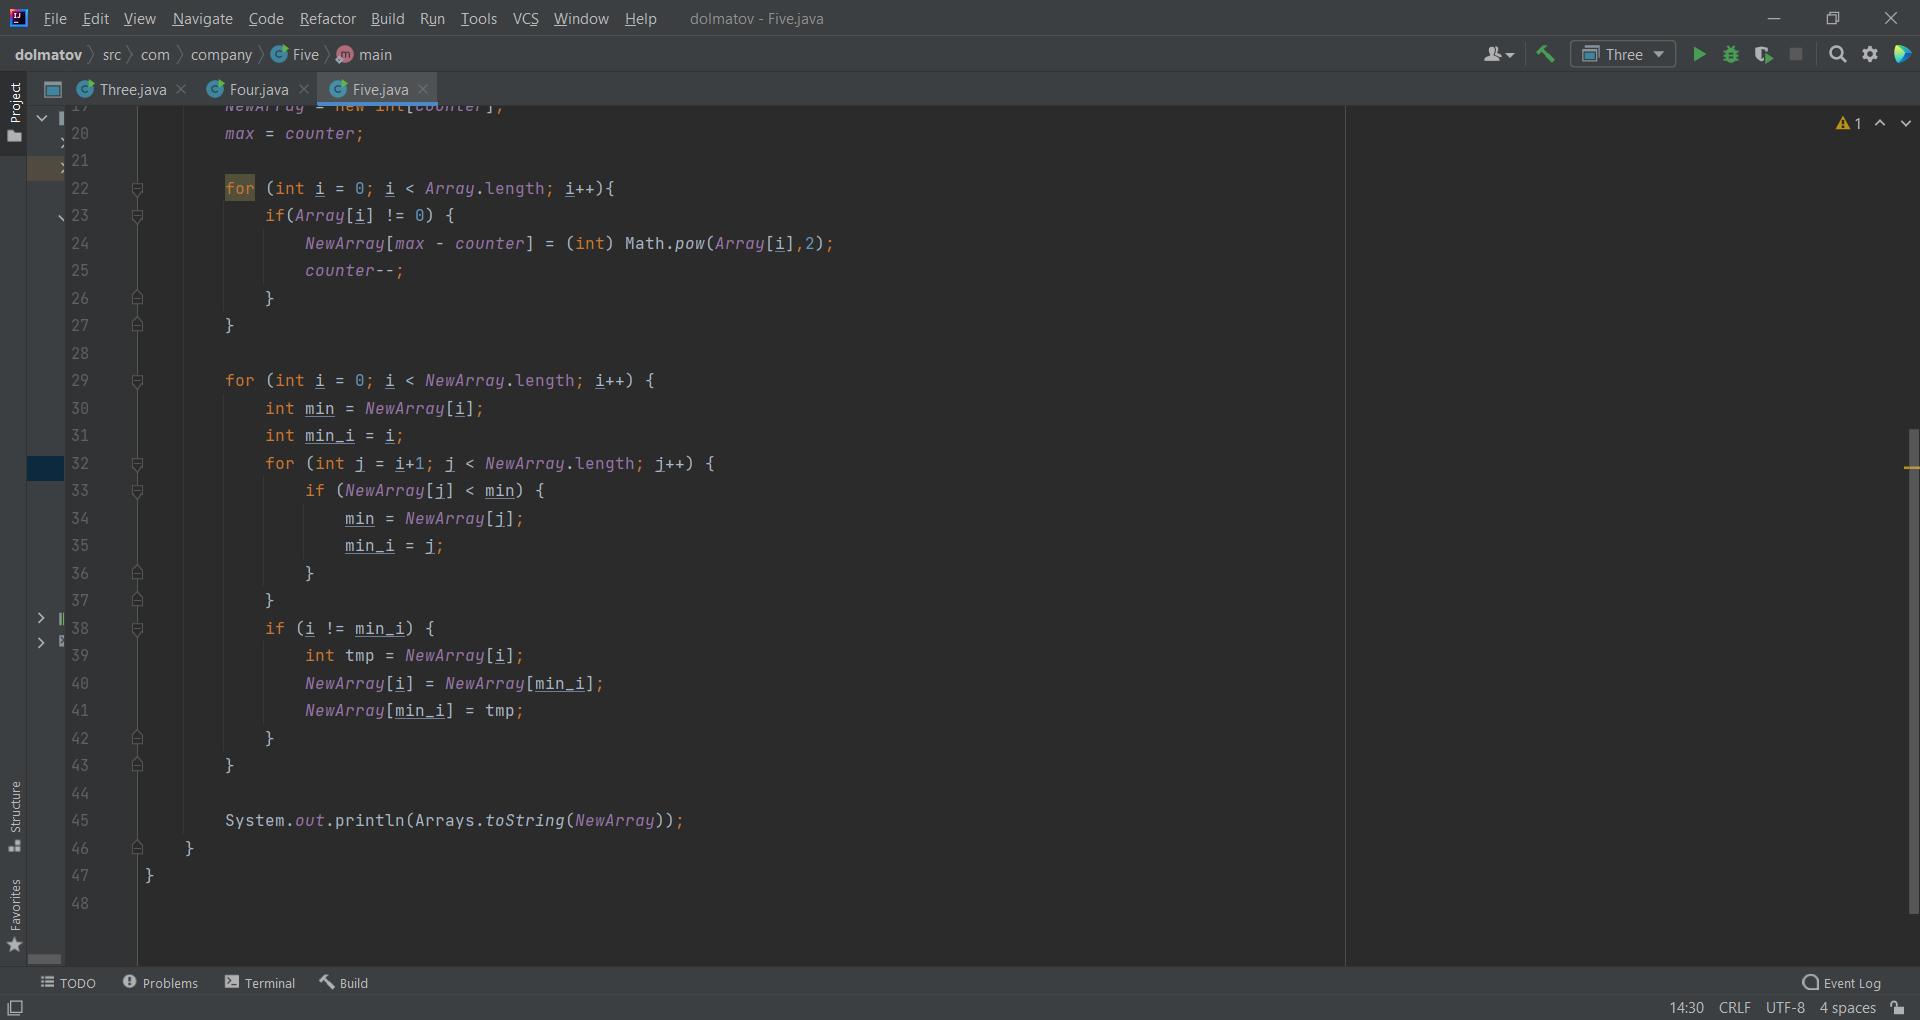 File Edit View Navigate Code Refactor Build Run Tools VCS Window Help dolmatov - Five.java
dolmatov src com company Five main Three
Project
Three.java Four.java Five.java
19 NewArray = new int[counter];
20 max = counter;
1
21
22 for (int i = 0; i < Array.length; i++){
23 if(Array[i] != 0) {
24 NewArray[max - counter] = (int) Math.pow(Array[i],2);
25 counter--;
26 }
27 }
28
29 for (int i = 0; i < NewArray.length; i++) {
30 int min = NewArray[i];
31 int min_i = i;
32 for (int j = i+1; j < NewArray.length; j++) {
33 if (NewArray[j] < min) {
34 min = NewArray[j];
35 min_i = j;
36 }
37 }
38 if (i != min_i) {
39 int tmp = NewArray[i];
40 NewArray[i] = NewArray[min_i];
41 NewArray[min_i] = tmp;
42 }
43 }
44
45 System.out.println(Arrays.toString(NewArray));
46 }
47 }
48
Structure
Favorites
TODO Problems Terminal Build Event Log
14:30 CRLF UTF-8 4 spaces